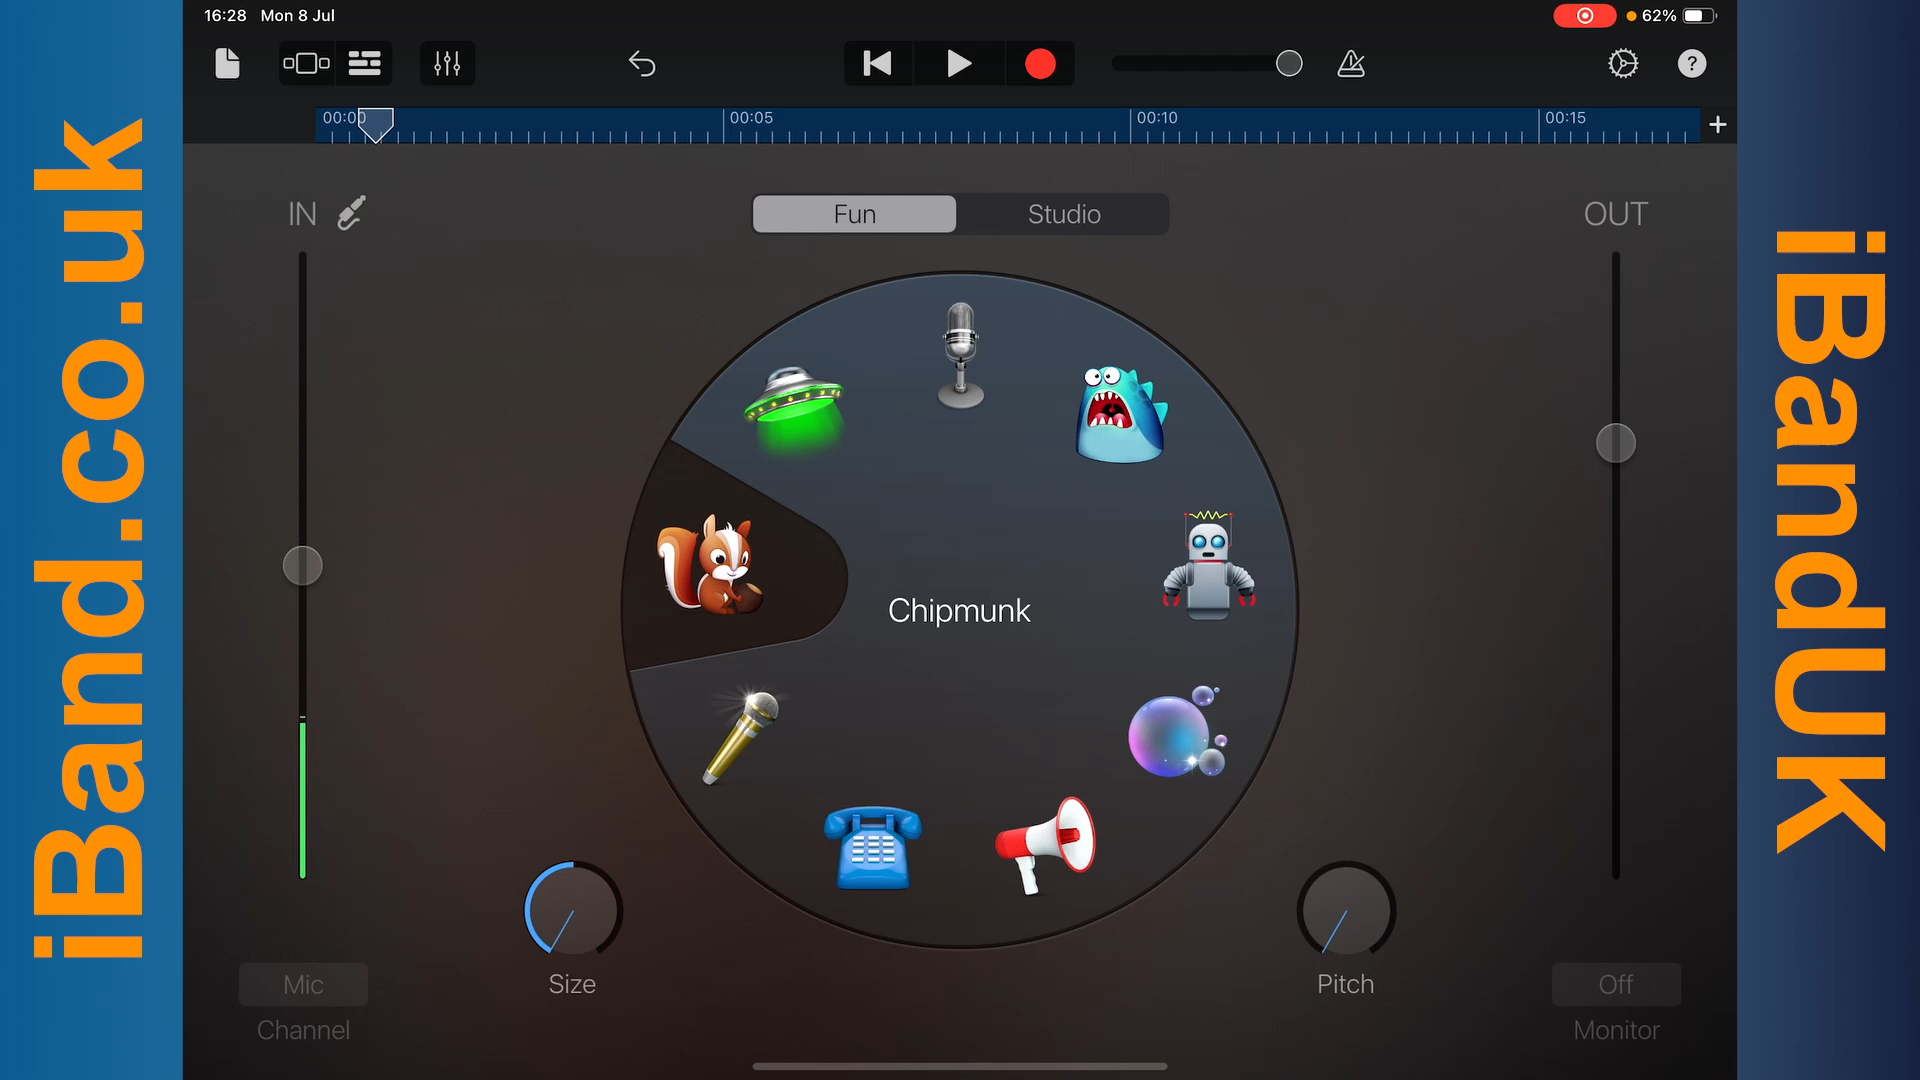 16:28 Mon 8 Jul
62%
?
00:00
00:05
00:10
00:15
+
IN
Fun
Studio
OUT
Chipmunk
Size
Pitch
Mic
Channel
Off
Monitor
iBand.co.uk
iBandUK